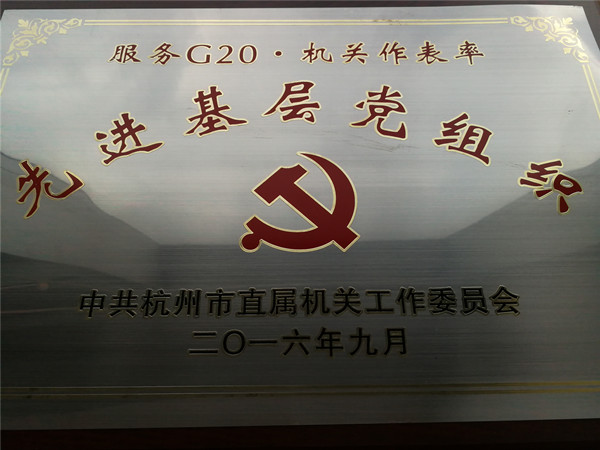 服务G20·机关作表率
先进基层党组织
中共杭州市直属机关工作委员会
二〇一六年九月